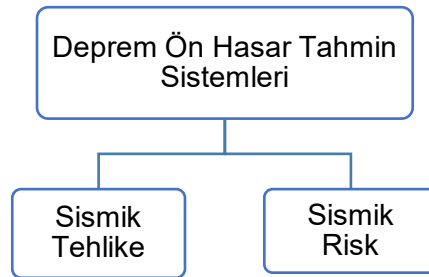 Deprem Ön Hasar Tahmin
Sistemleri
Sismik
Tehlike
Sismik
Risk